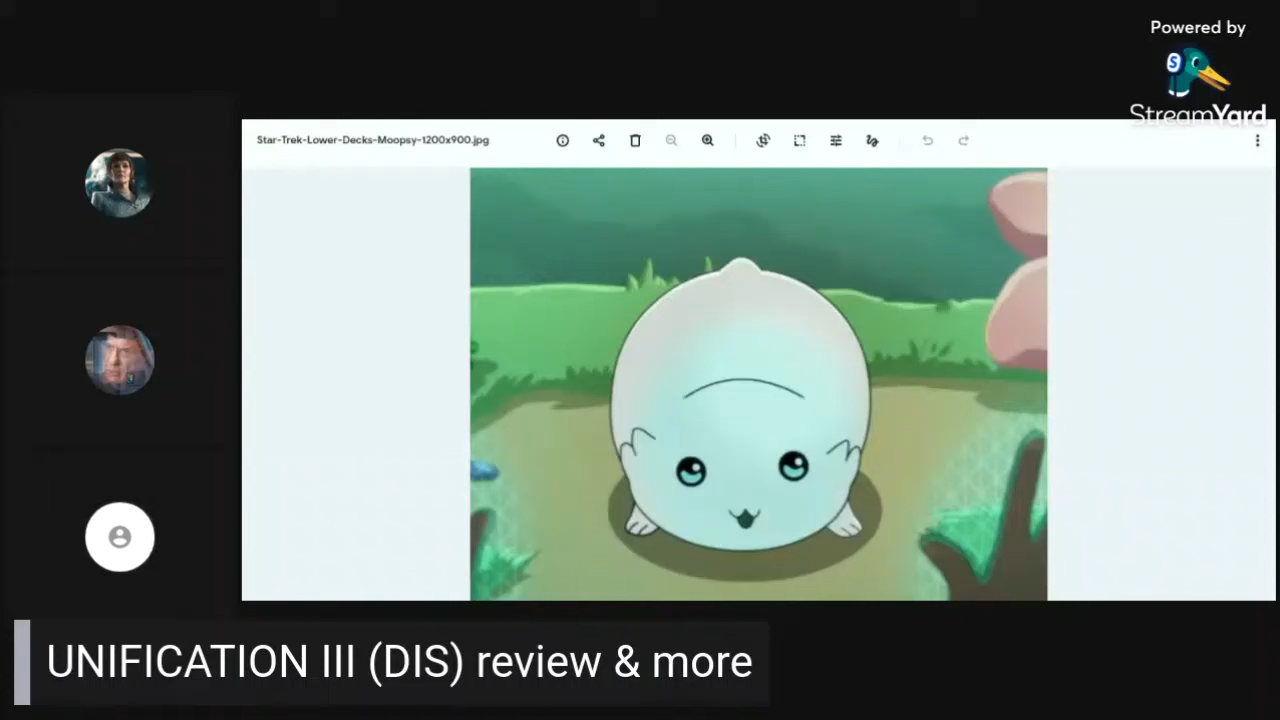 Powered by
StreamYard
Star-Trek-Lower-Decks-Moopsy-1200x900.jpg
UNIFICATION III (DIS) review & more